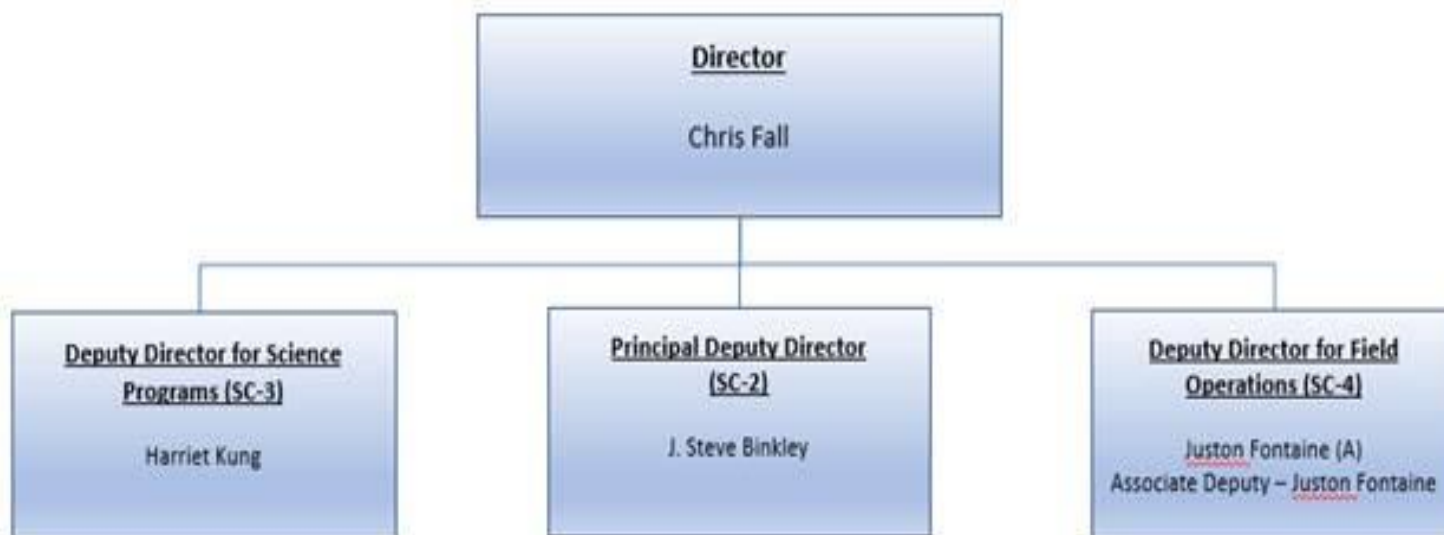 Director
Chris Fall
Deputy Director for Science
Programs (SC-3)
Harriet Kung
Principal Deputy Director
(SC-2)
J. Steve Binkley
Deputy Director for Field
Operations (SC-4)
Juston Fontaine (A)
Associate Deputy – Juston Fontaine